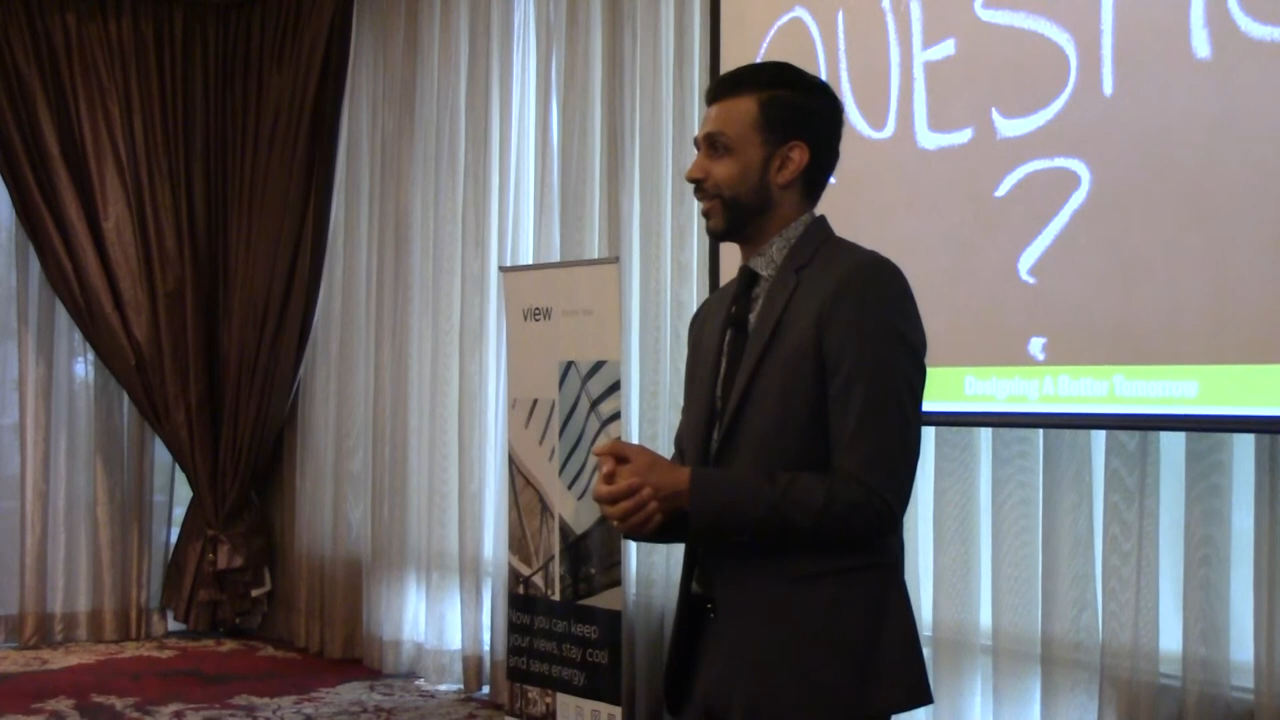 QUESTIO
?
Designing A Better Tomorrow
view
Now you can keep
your views, stay cool
and save energy.